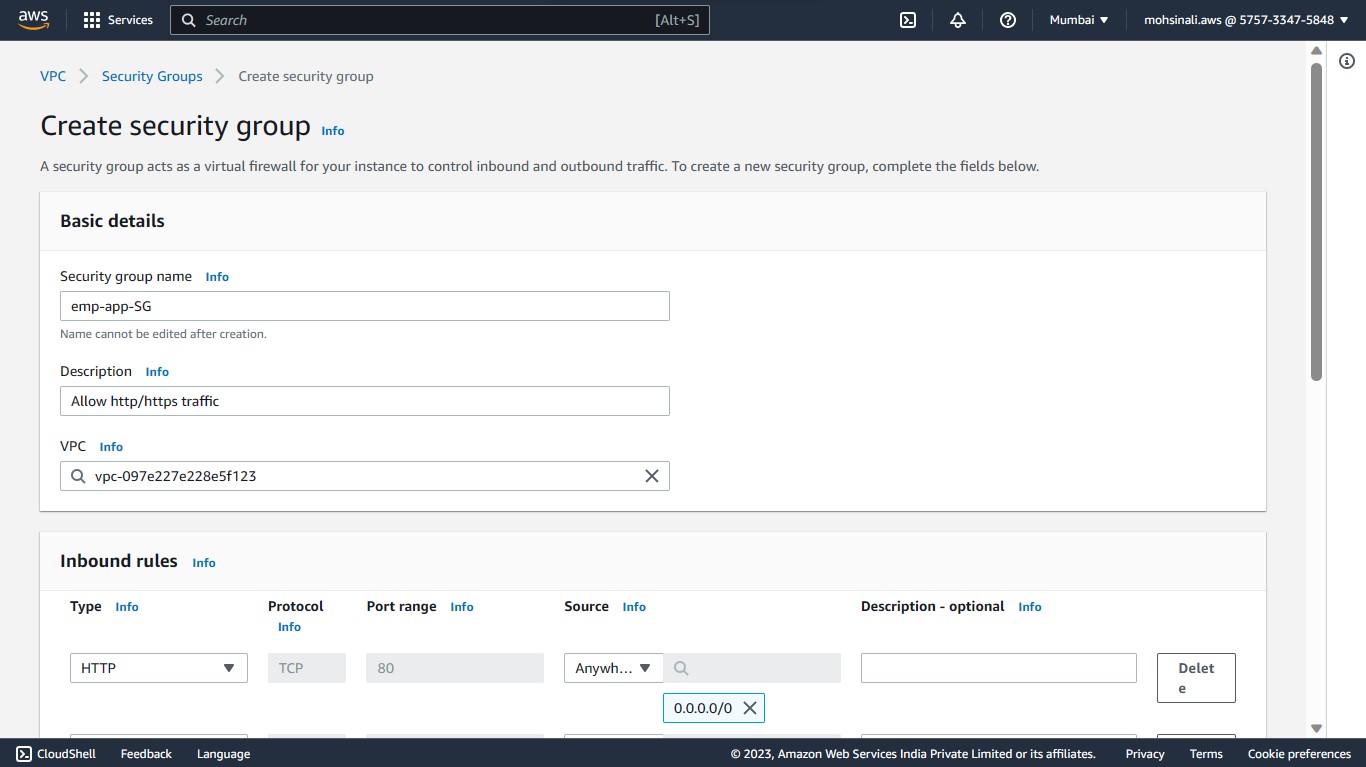 aws Services Search [Alt+S] Mumbai mohsinali.aws @ 5757-3347-5848
VPC Security Groups Create security group
Create security group Info
A security group acts as a virtual firewall for your instance to control inbound and outbound traffic. To create a new security group, complete the fields below.
Basic details
Security group name Info
emp-app-SG
Name cannot be edited after creation.
Description Info
Allow http/https traffic
VPC Info
vpc-097e227e228e5f123
Inbound rules Info
Type Info Protocol Port range Info Source Info Description - optional Info
Info
HTTP TCP 80 Anywh... Delet
e
0.0.0.0/0
CloudShell Feedback Language © 2023, Amazon Web Services India Private Limited or its affiliates. Privacy Terms Cookie preferences